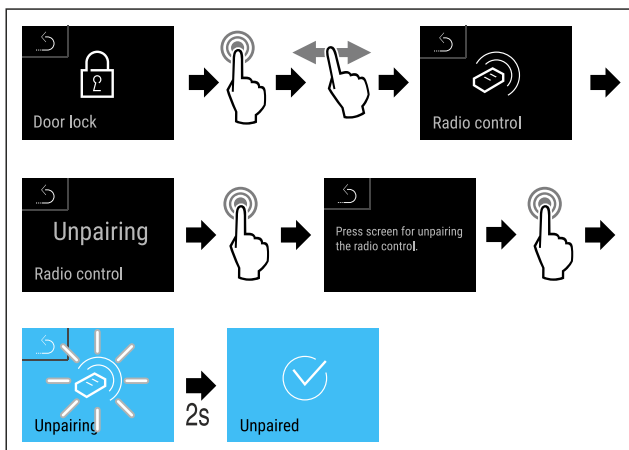 Door lock
Radio control
Unpairing
Radio control
Press screen for unpairing
the radio control.
Unpairing
2s
Unpaired